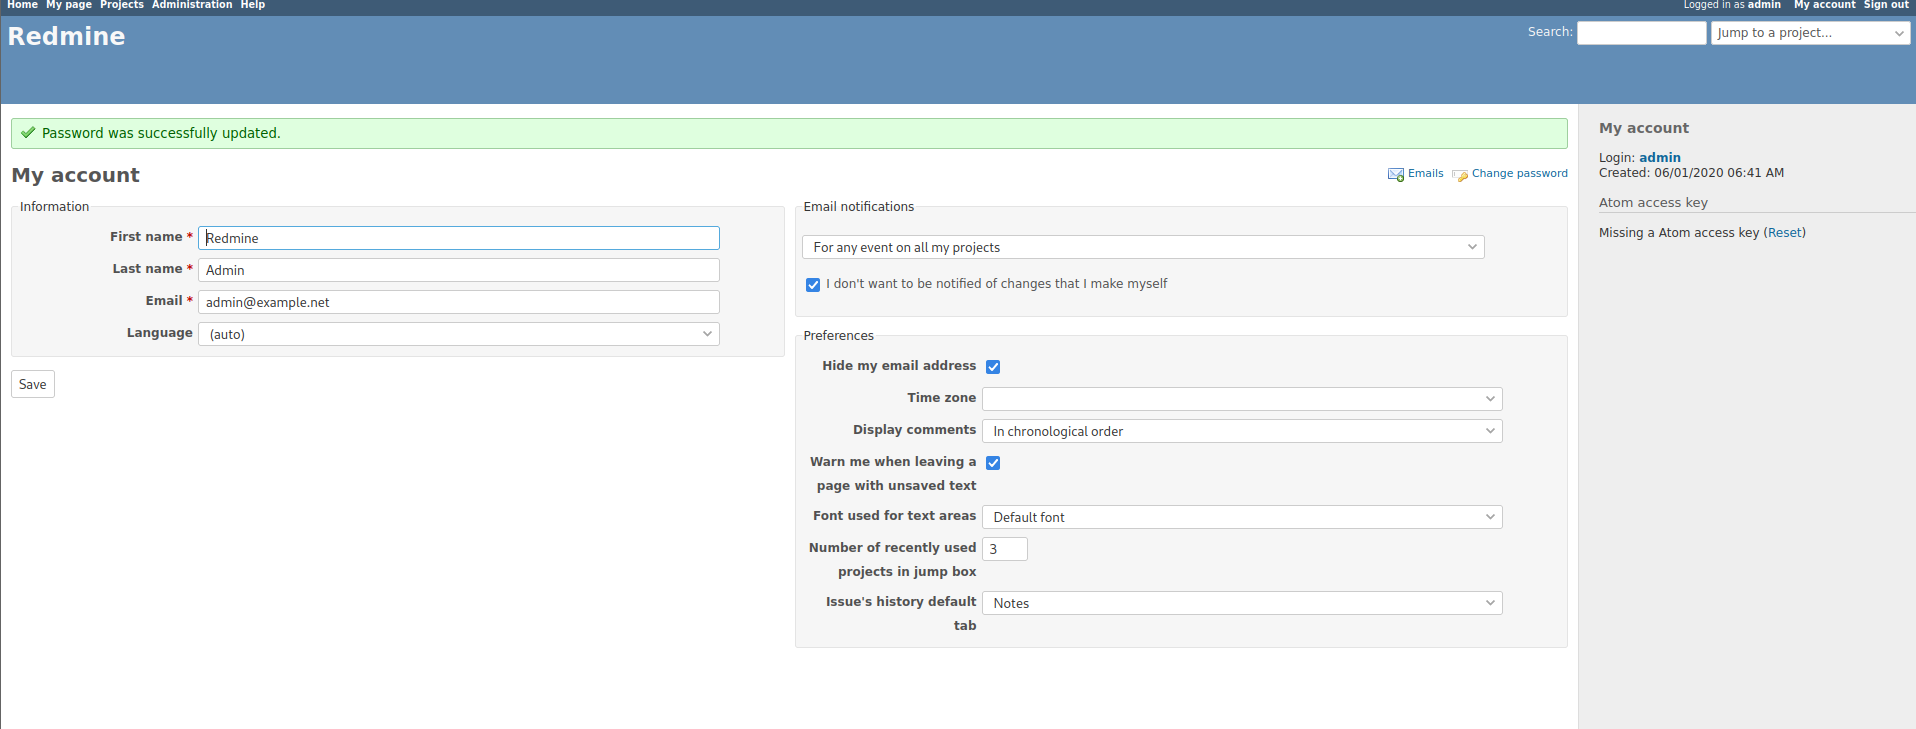 Home My page Projects Administration Help
Logged in as admin My account Sign out
Redmine
Search: Jump to a project...
Password was successfully updated.
My account
Emails Change password
Information
First name * Redmine
Last name * Admin
Email * admin@example.net
Language (auto)
Save
Email notifications
For any event on all my projects
I don't want to be notified of changes that I make myself
Preferences
Hide my email address
Time zone
Display comments In chronological order
Warn me when leaving a
page with unsaved text
Font used for text areas Default font
Number of recently used 3
projects in jump box
Issue's history default Notes
tab
My account
Login: admin
Created: 06/01/2020 06:41 AM
Atom access key
Missing a Atom access key (Reset)